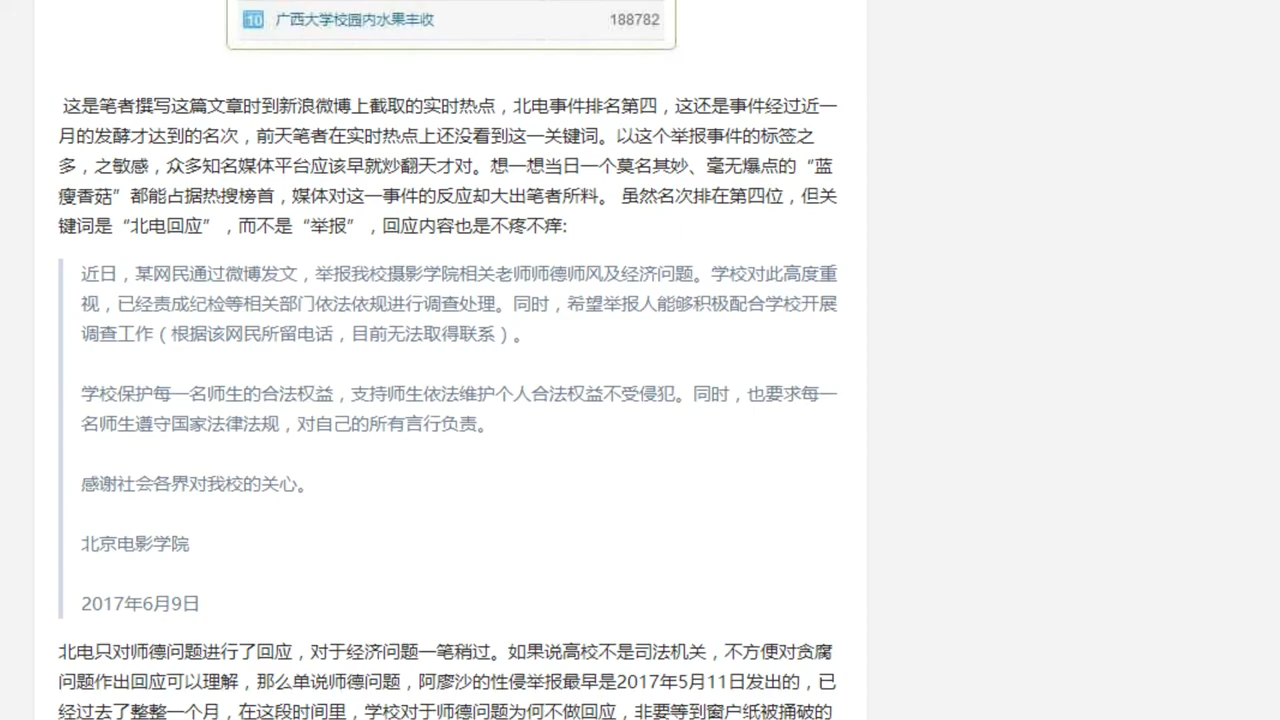 10 广西大学校园内水果丰收 188782
这是笔者撰写这篇文章时到新浪微博上截取的实时热点，北电事件排名第四，这还是事件经过近一
月的发酵才达到的名次，前天笔者在实时热点上还没看到这一关键词。以这个举报事件的标签之
多，之敏感，众多知名媒体平台应该早就炒翻天才对。想一想当日一个莫名其妙、毫无爆点的“蓝
瘦香菇”都能占据热搜榜首，媒体对这一事件的反应却大出笔者所料。 虽然名次排在第四位，但关
键词是“北电回应”，而不是“举报”，回应内容也是不疼不痒:
近日，某网民通过微博发文，举报我校摄影学院相关老师师德师风及经济问题。学校对此高度重
视，已经责成纪检等相关部门依法依规进行调查处理。同时，希望举报人能够积极配合学校开展
调查工作（根据该网民所留电话，目前无法取得联系）。
学校保护每一名师生的合法权益，支持师生依法维护个人合法权益不受侵犯。同时，也要求每一
名师生遵守国家法律法规，对自己的所有言行负责。
感谢社会各界对我校的关心。
北京电影学院
2017年6月9日
北电只对师德问题进行了回应，对于经济问题一笔稍过。如果说高校不是司法机关，不方便对贪腐
问题作出回应可以理解，那么单说师德问题，阿廖沙的性侵举报最早是2017年5月11日发出的，已
经过去了整整一个月，在这段时间里，学校对于师德问题为何不做回应，非要等到窗户纸被捅破的